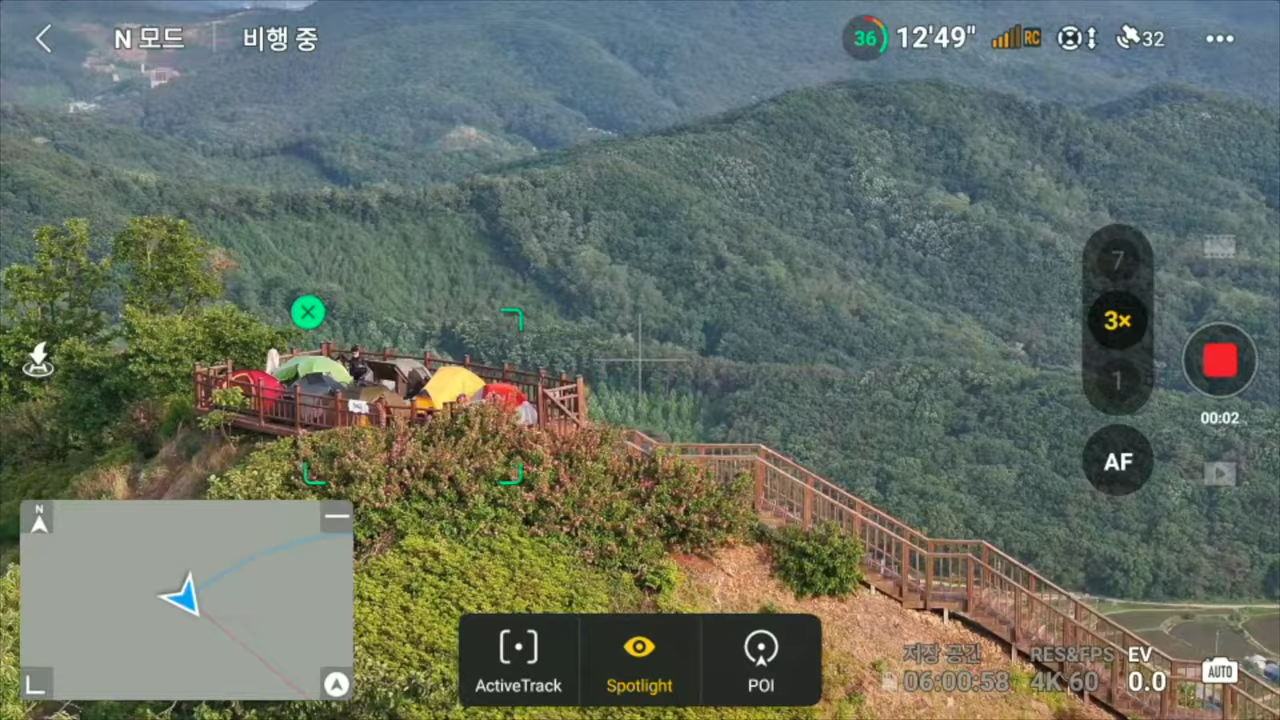 N 모드
비행 중
36
12'49"
RC
32
7
3×
1
00:02
AF
N
ActiveTrack
Spotlight
POI
저장 공간
06:00:58
RES&FPS
4K 60
EV
0.0
AUTO